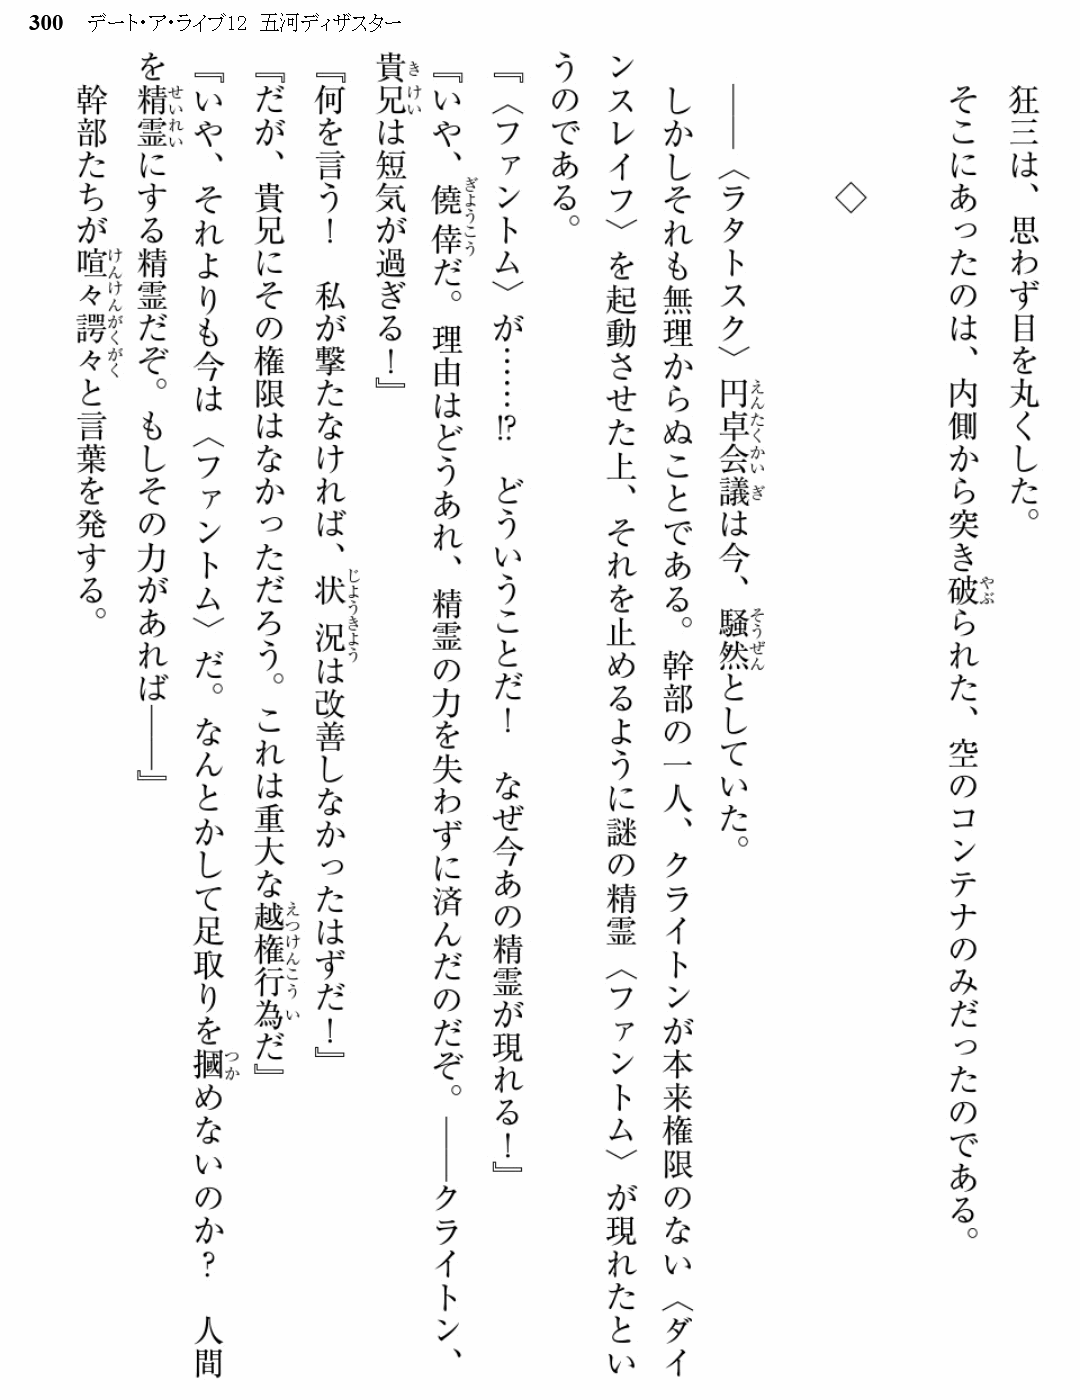 300 デート・ア・ライブ12 五河ディザスター
狂三は、思わず目を丸くした。
そこにあったのは、内側から突き破られた、空のコンテナのみだったのである。
◇
――〈ラタトスク〉円卓会議は今、騒然としていた。
しかしそれも無理からぬことである。幹部の一人、クライトンが本来権限のない〈ダイ
ンスレイフ〉を起動させた上、それを止めるように謎の精霊〈ファントム〉が現れたとい
うのである。
『〈ファントム〉が……⁉　どういうことだ！　なぜ今あの精霊が現れる！』
『いや、僥倖だ。理由はどうあれ、精霊の力を失わずに済んだのだぞ。――クライトン、
貴兄は短気が過ぎる！』
『何を言う！　私が撃たなければ、状況は改善しなかったはずだ！』
『だが、貴兄にその権限はなかっただろう。これは重大な越権行為だ』
『いや、それよりも今は〈ファントム〉だ。なんとかして足取りを摑めないのか？　人間
を精霊にする精霊だぞ。もしその力があれば――』
幹部たちが喧々諤々と言葉を発する。